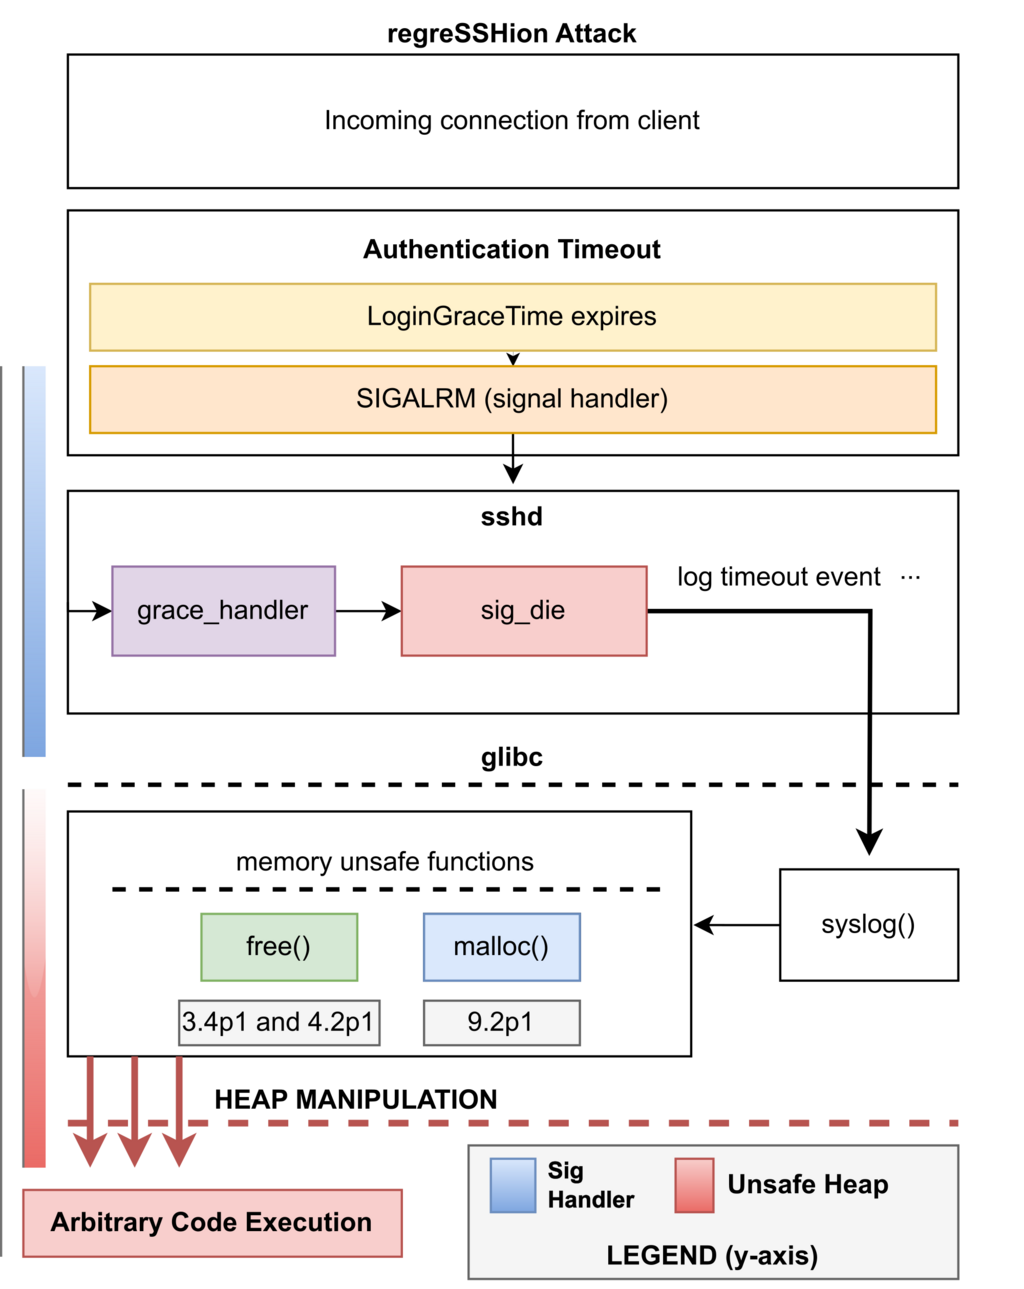 regreSSHion Attack
Incoming connection from client
Authentication Timeout
LoginGraceTime expires
SIGALRM (signal handler)
sshd
log timeout event ...
grace_handler
sig_die
glibc
memory unsafe functions
syslog()
free()
malloc()
3.4p1 and 4.2p1
9.2p1
HEAP MANIPULATION
Arbitrary Code Execution
Sig
Handler
Unsafe Heap
LEGEND (y-axis)